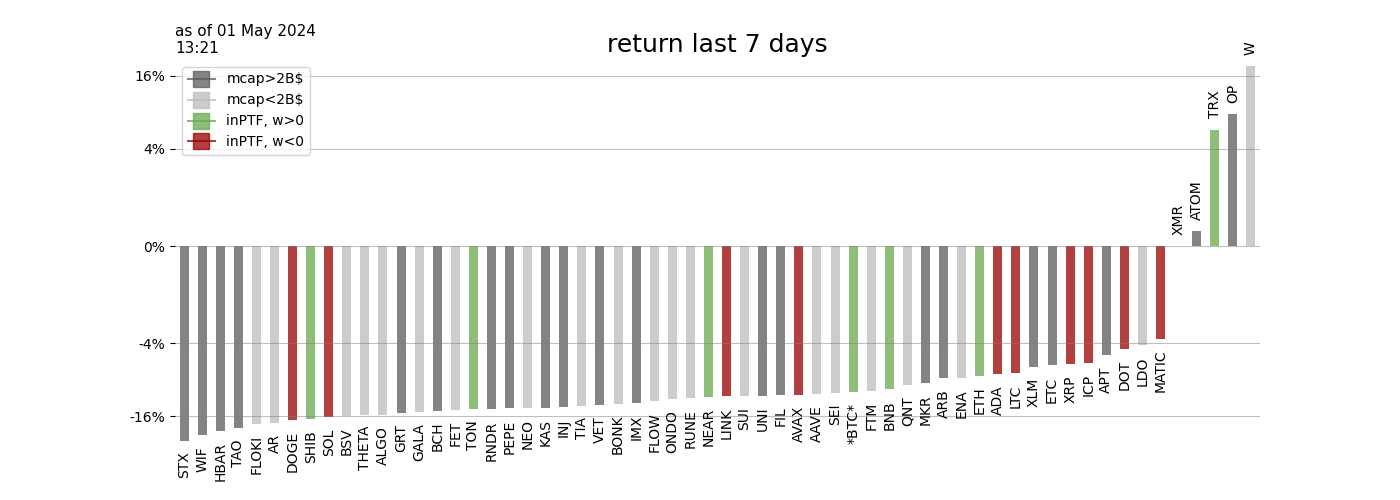 as of 01 May 2024
13:21
return last 7 days
mcap>2B$
mcap<2B$
inPTF, w>0
inPTF, w<0
16%
4%
0%
-4%
-16%
STX
WIF
HBAR
TAO
FLOKI
AR
DOGE
SHIB
SOL
BSV
THETA
ALGO
GRT
GALA
BCH
FET
TON
RNDR
PEPE
NEO
KAS
INJ
TIA
VET
BONK
IMX
FLOW
ONDO
RUNE
NEAR
LINK
SUI
UNI
FIL
AVAX
AAVE
SEI
*BTC*
FTM
BNB
QNT
MKR
ARB
ENA
ETH
ADA
LTC
XLM
ETC
XRP
ICP
APT
DOT
LDO
MATIC
XMR
ATOM
TRX
OP
W